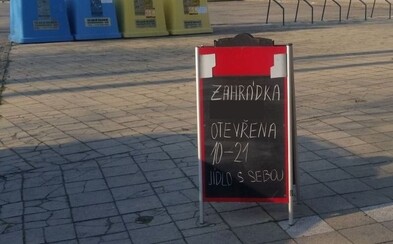 ZAHRÁDKA
OTEVŘENA
10-21
JÍDLO S SEBOU